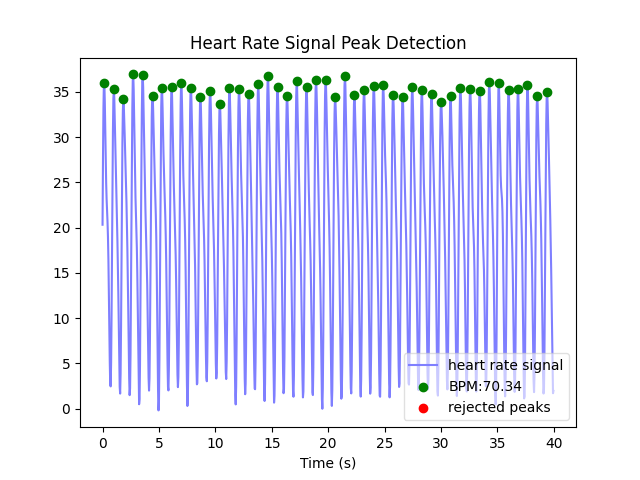 Heart Rate Signal Peak Detection
35
30
25
20
15
10
5
0
heart rate signal
BPM:70.34
rejected peaks
0 5 10 15 20 25 30 35 40
Time (s)